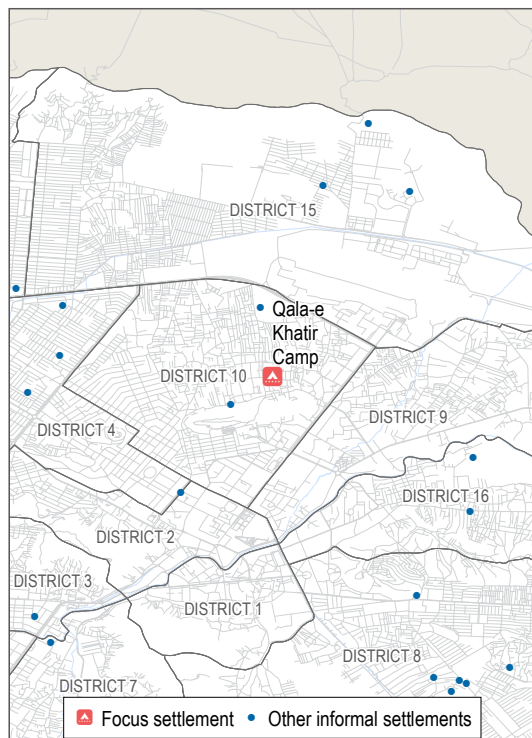 DISTRICT 15
Qala-e
Khatir
Camp
DISTRICT 10
DISTRICT 9
DISTRICT 4
DISTRICT 16
DISTRICT 2
DISTRICT 3
DISTRICT 1
DISTRICT 8
DISTRICT 7
Focus settlement
Other informal settlements